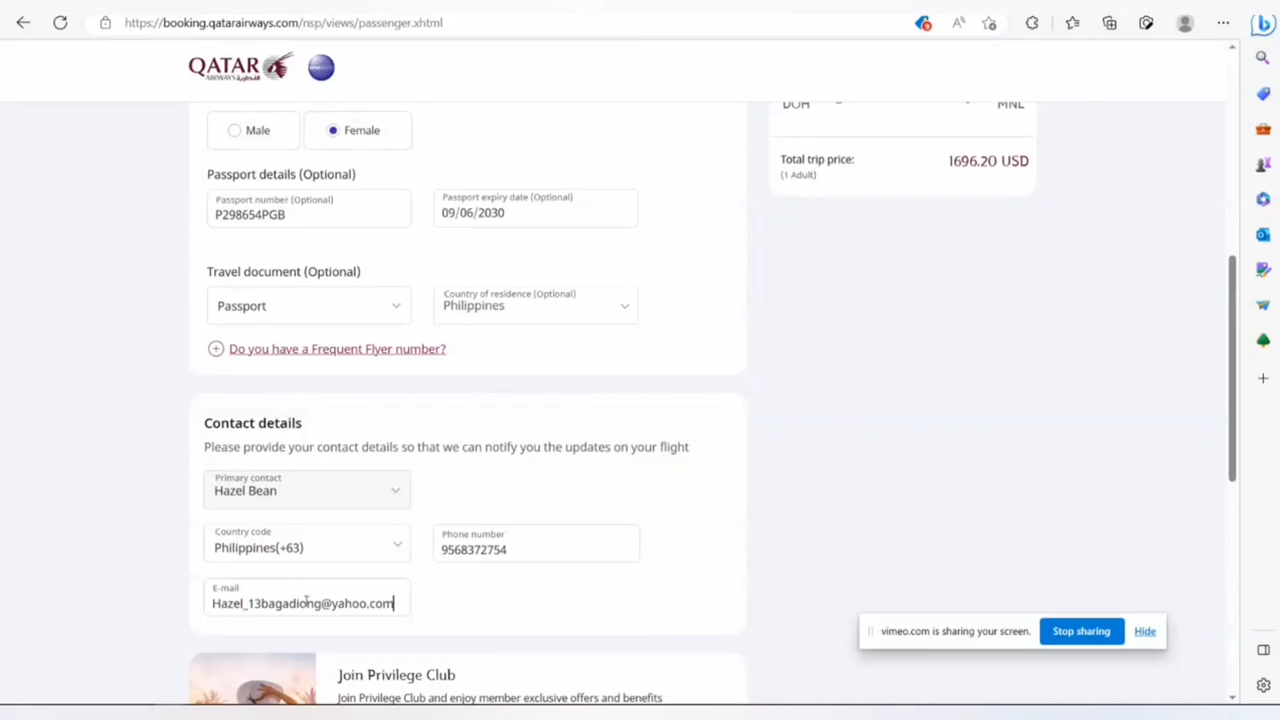 https://booking.qatarairways.com/nsp/views/passenger.xhtml
QATAR
AIRWAYS القطرية
DOH
MNL
Male
Female
Total trip price:
1696.20 USD
(1 Adult)
Passport details (Optional)
Passport number (Optional)
P298654PGB
Passport expiry date (Optional)
09/06/2030
Travel document (Optional)
Passport
Country of residence (Optional)
Philippines
Do you have a Frequent Flyer number?
Contact details
Please provide your contact details so that we can notify you the updates on your flight
Primary contact
Hazel Bean
Country code
Philippines(+63)
Phone number
9568372754
E-mail
Hazel_13bagadiong@yahoo.com
vimeo.com is sharing your screen.
Stop sharing
Hide
Join Privilege Club
Join Privilege Club and enjoy member exclusive offers and benefits